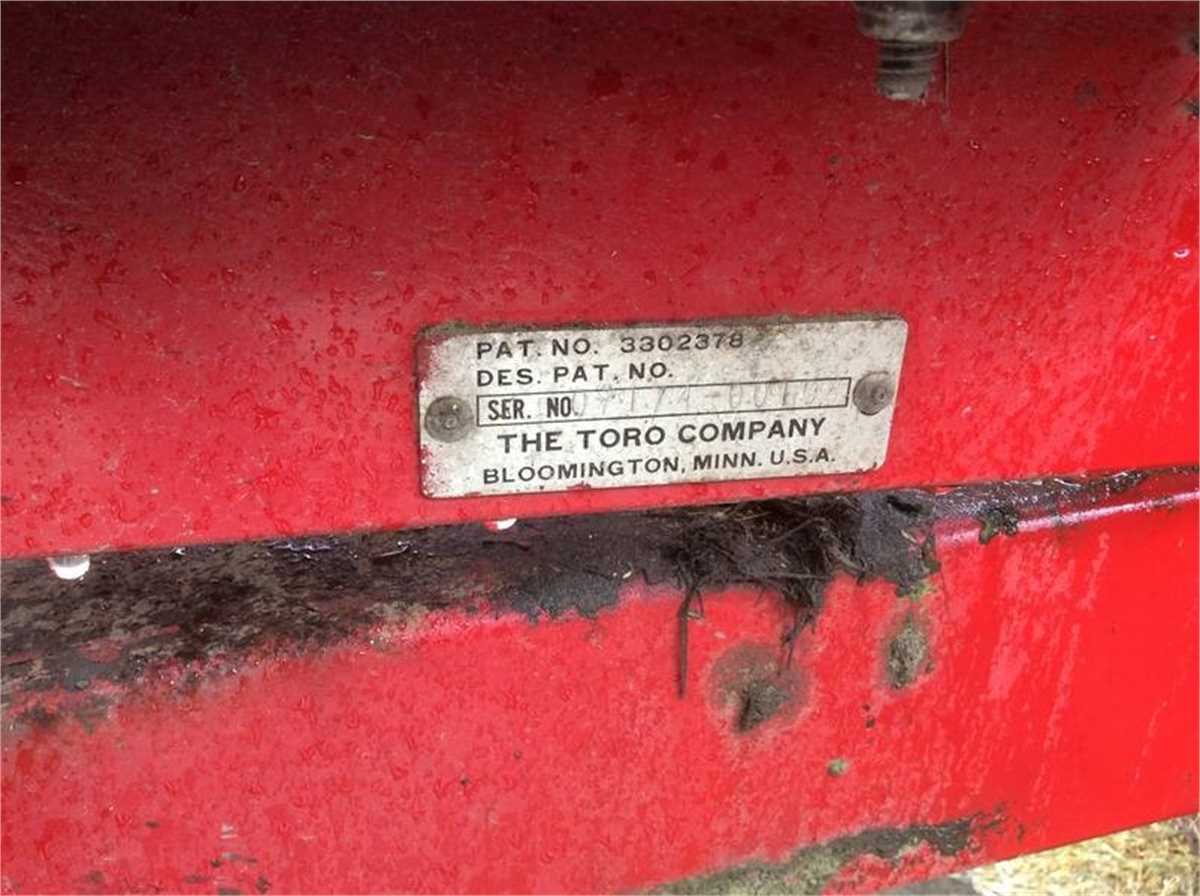 PAT. NO. 3302378
DES. PAT. NO.
SER. NO.
THE TORO COMPANY
BLOOMINGTON, MINN. U.S.A.